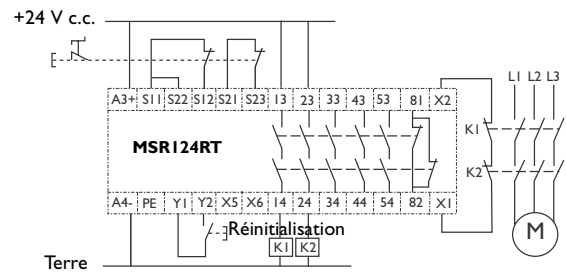 +24 V c.c.
L1 L2 L3
A3+ S11 S22 S12 S21 S23 13 23 33 43 53 81 X2
K1
MSR124RT
K2
A4- PE Y1 Y2 X5 X6 14 24 34 44 54 82 X1
Réinitialisation
M
K1 K2
Terre